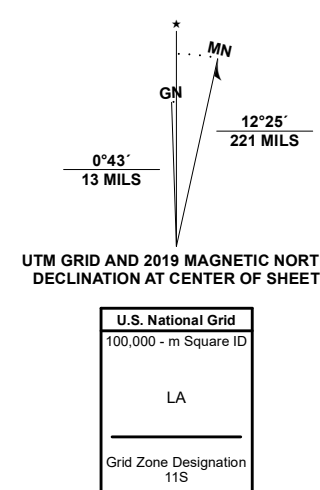 ★
MN
GN
12°25´
221 MILS
0°43´
13 MILS
UTM GRID AND 2019 MAGNETIC NORT
DECLINATION AT CENTER OF SHEET
U.S. National Grid
100,000 - m Square ID
LA
Grid Zone Designation
11S